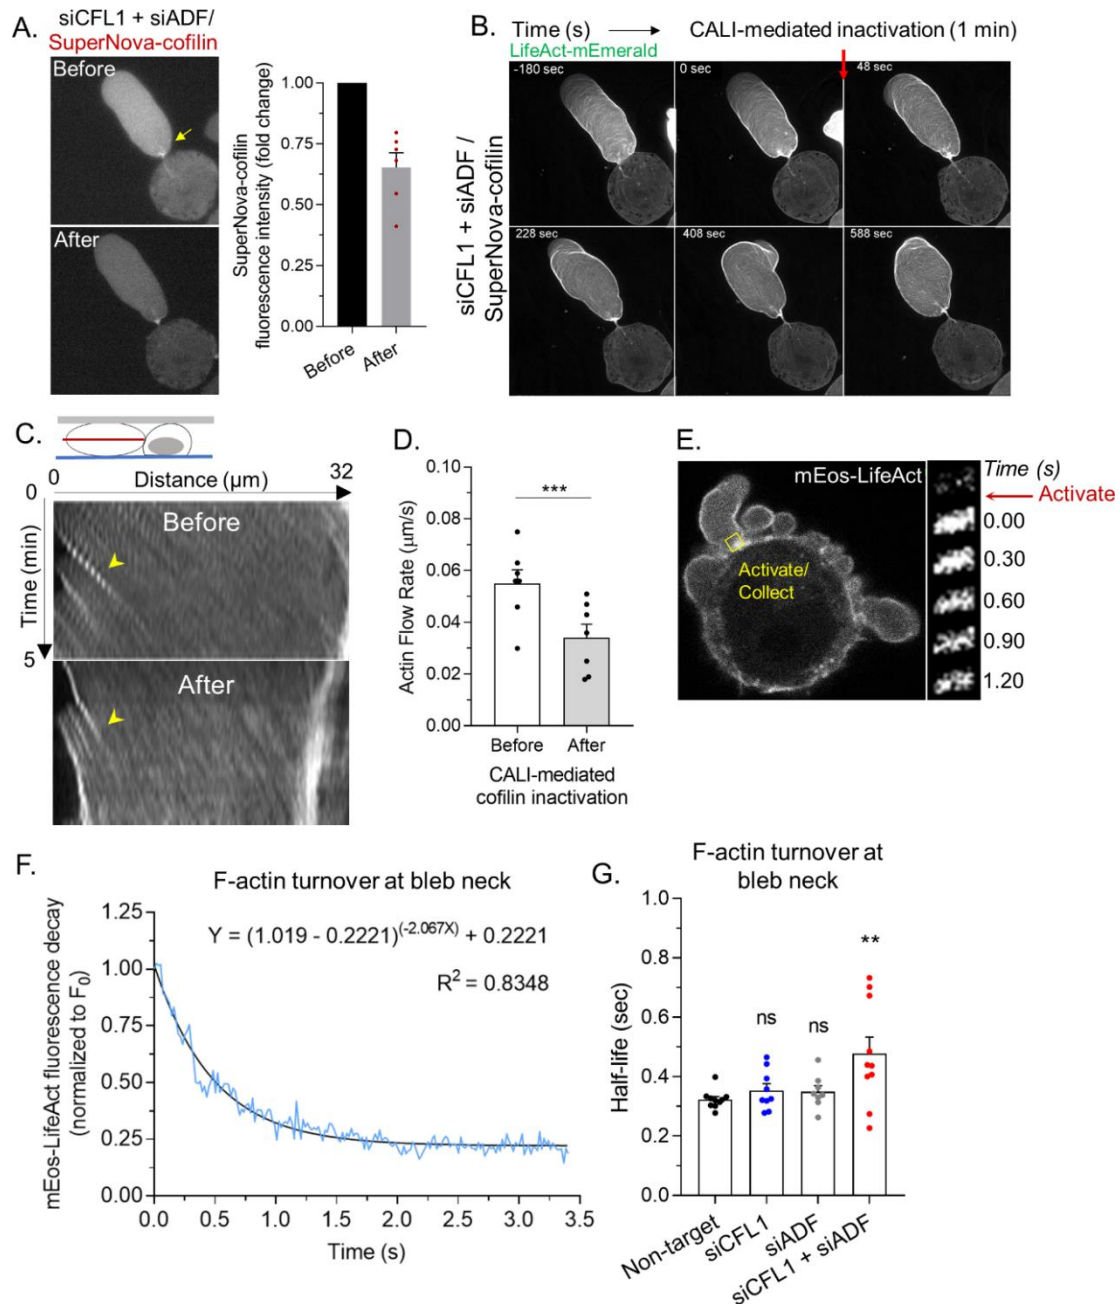 A.
siCFL1 + siADF/
SuperNova-cofilin
Before
After
SuperNova-cofilin
fluorescence intensity (fold change)
1.00
0.75
0.50
0.25
0.00
Before
After
B.
Time (s)
CALI-mediated inactivation (1 min)
LifeAct-mEmerald
siCFL1 + siADF /
SuperNova-cofilin
-180 sec
0 sec
48 sec
228 sec
408 sec
588 sec
C.
0
Distance (µm)
32
0
Time (min)
5
Before
After
D.
Actin Flow Rate (µm/s)
0.10
0.08
0.06
0.04
0.02
0.00
***
Before
After
CALI-mediated
cofilin inactivation
E.
mEos-LifeAct
Activate/
Collect
Time (s)
Activate
0.00
0.30
0.60
0.90
1.20
F.
F-actin turnover at bleb neck
Y = (1.019 - 0.2221)^(-2.067X) + 0.2221
R² = 0.8348
mEos-LifeAct fluorescence decay
(normalized to F₀)
1.25
1.00
0.75
0.50
0.25
0.00
0.0
0.5
1.0
1.5
2.0
2.5
3.0
3.5
Time (s)
G.
F-actin turnover at
bleb neck
Half-life (sec)
1.0
0.8
0.6
0.4
0.2
0.0
ns
ns
**
Non-target
siCFL1
siADF
siCFL1 + siADF